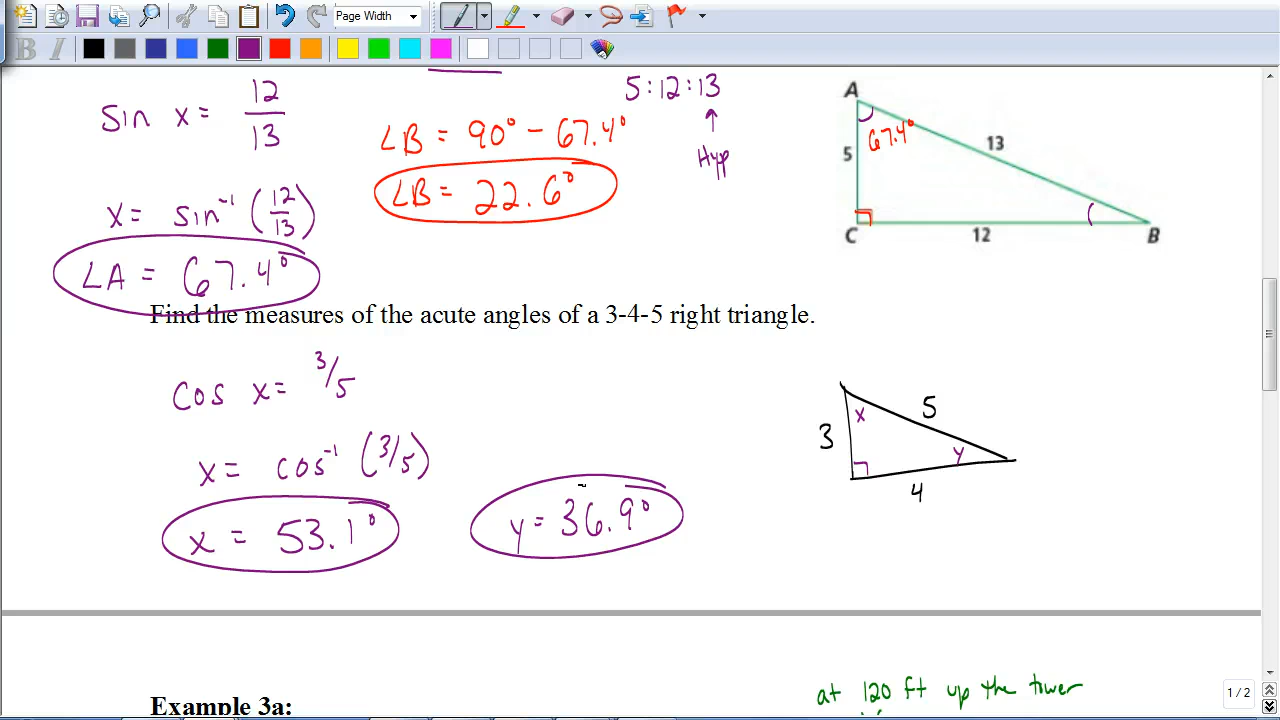 Page Width
B I
sin x = 12/13
∠B = 90° - 67.4°
∠B = 22.6°
5:12:13
↑
Hyp
x = sin⁻¹ (12/13)
∠A = 67.4°
A
67.4°
5
13
C
12
B
Find the measures of the acute angles of a 3-4-5 right triangle.
cos x = 3/5
x = cos⁻¹ (3/5)
x = 53.1°
y = 36.9°
x
5
3
y
4
Example 3a:
at 120 ft up the tower
1 / 2